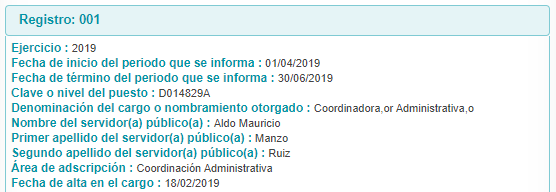 Registro: 001
Ejercicio : 2019
Fecha de inicio del periodo que se informa : 01/04/2019
Fecha de término del periodo que se informa : 30/06/2019
Clave o nivel del puesto : D014829A
Denominación del cargo o nombramiento otorgado : Coordinadora,or Administrativa,o
Nombre del servidor(a) público(a) : Aldo Mauricio
Primer apellido del servidor(a) público(a) : Manzo
Segundo apellido del servidor(a) público(a) : Ruiz
Área de adscripción : Coordinación Administrativa
Fecha de alta en el cargo : 18/02/2019